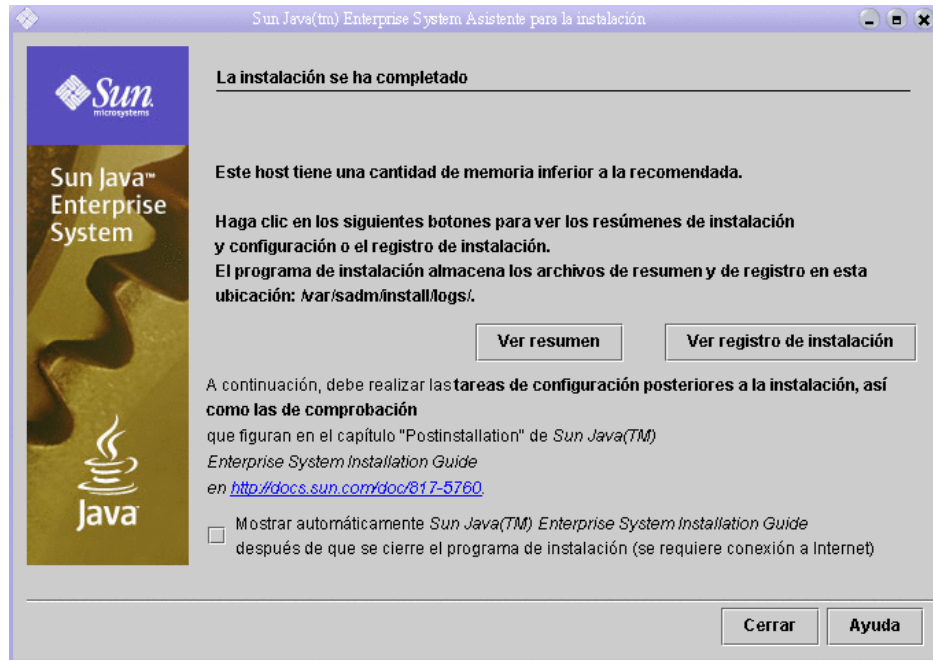 Sun Java(tm) Enterprise System Asistente para la instalación
Sun
microsystems
Sun Java™
Enterprise
System
Java
La instalación se ha completado
Este host tiene una cantidad de memoria inferior a la recomendada.
Haga clic en los siguientes botones para ver los resúmenes de instalación
y configuración o el registro de instalación.
El programa de instalación almacena los archivos de resumen y de registro en esta
ubicación: /var/sadm/install/logs/.
Ver resumen
Ver registro de instalación
A continuación, debe realizar las tareas de configuración posteriores a la instalación, así
como las de comprobación
que figuran en el capítulo "Postinstallation" de Sun Java(TM)
Enterprise System Installation Guide
en http://docs.sun.com/doc/817-5760.
Mostrar automáticamente Sun Java(TM) Enterprise System Installation Guide
después de que se cierre el programa de instalación (se requiere conexión a Internet)
Cerrar
Ayuda